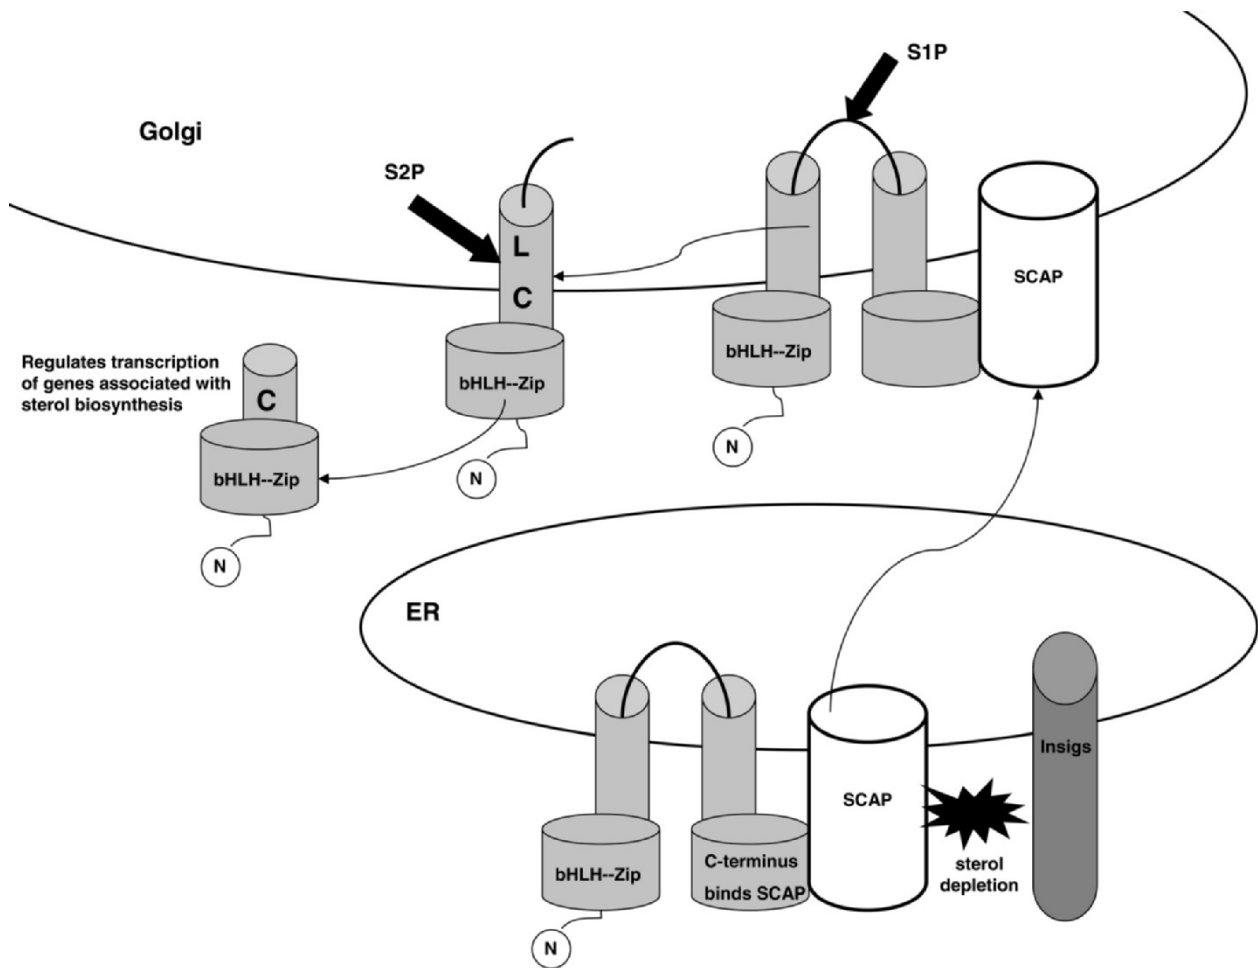 S1P
Golgi
S2P
L
C
SCAP
bHLH--Zip
N
Regulates transcription
of genes associated with
sterol biosynthesis
C
bHLH--Zip
N
bHLH--Zip
N
ER
Insigs
SCAP
sterol
depletion
C-terminus
binds SCAP
bHLH--Zip
N